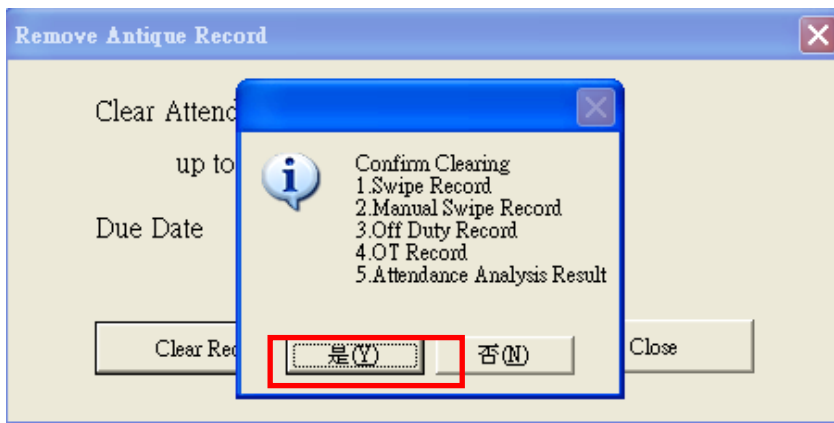 Remove Antique Record
Clear Attend
up to
Due Date
Confirm Clearing
1.Swipe Record
2.Manual Swipe Record
3.Off Duty Record
4.OT Record
5.Attendance Analysis Result
Clear Rec
是(Y)
否(N)
Close